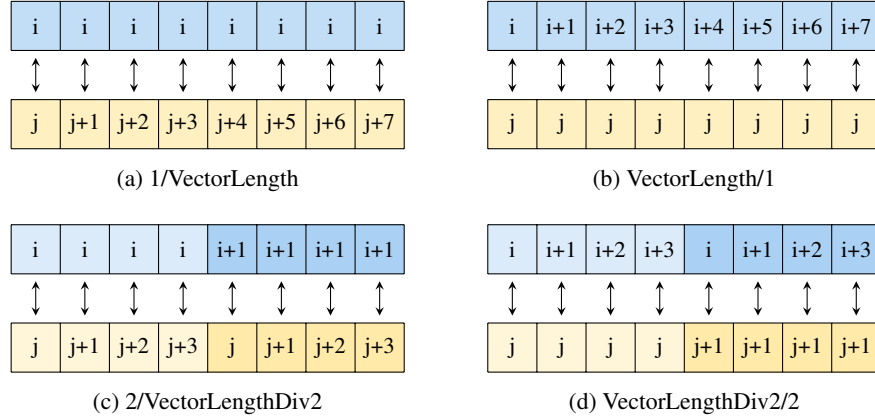 i i i i i i i i
j j+1 j+2 j+3 j+4 j+5 j+6 j+7
(a) 1/VectorLength
i i+1 i+2 i+3 i+4 i+5 i+6 i+7
j j j j j j j j
(b) VectorLength/1
i i i i i+1 i+1 i+1 i+1
j j+1 j+2 j+3 j j+1 j+2 j+3
(c) 2/VectorLengthDiv2
i i+1 i+2 i+3 i i+1 i+2 i+3
j j j j j+1 j+1 j+1 j+1
(d) VectorLengthDiv2/2